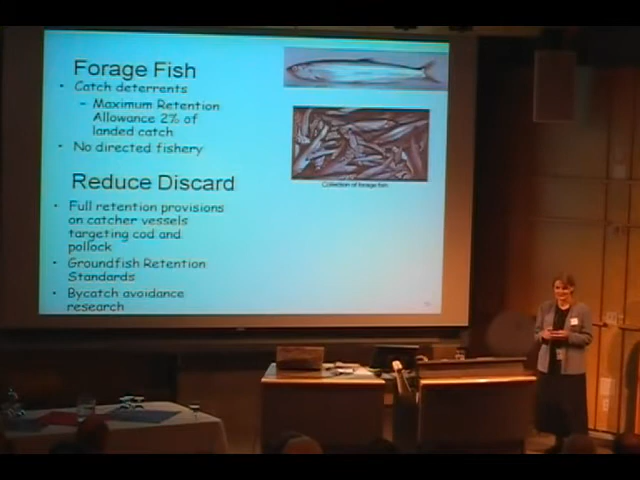 Forage Fish
• Catch deterrents
– Maximum Retention
Allowance 2% of
landed catch
• No directed fishery
Collection of forage fish
Reduce Discard
• Full retention provisions
on catcher vessels
targeting cod and
pollock
• Groundfish Retention
Standards
• Bycatch avoidance
research